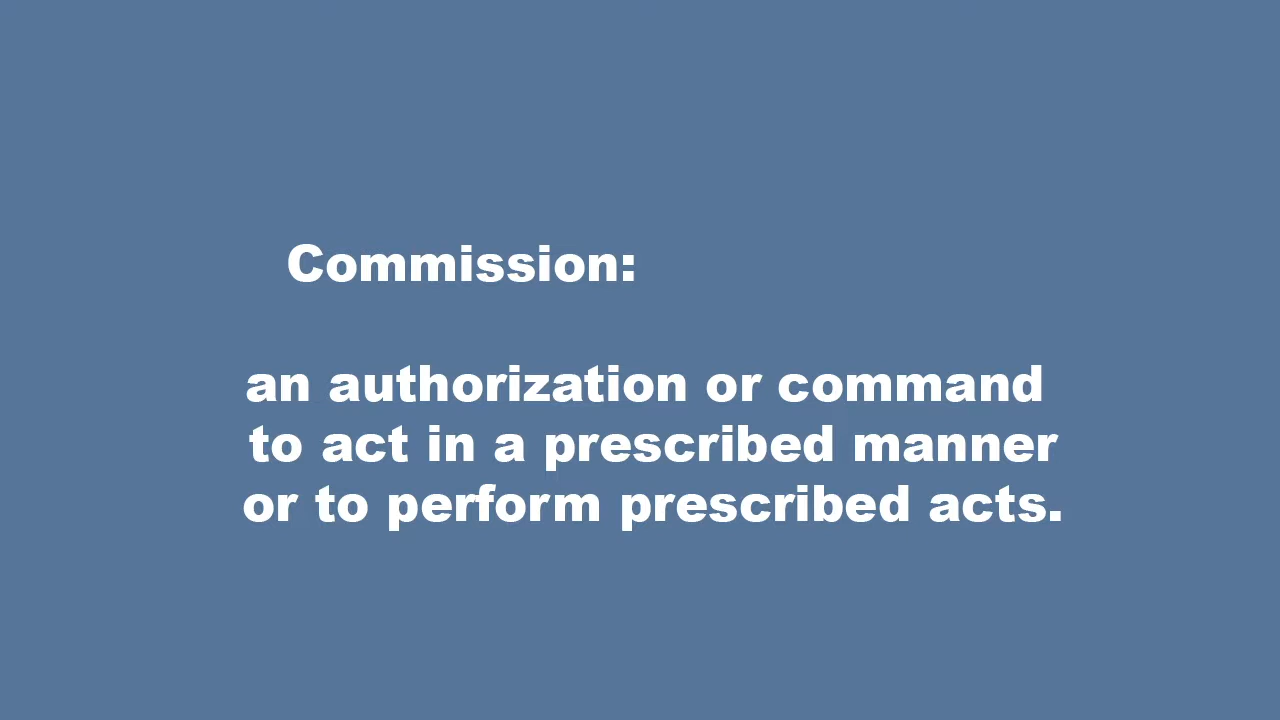 Commission:
an authorization or command
to act in a prescribed manner
or to perform prescribed acts.